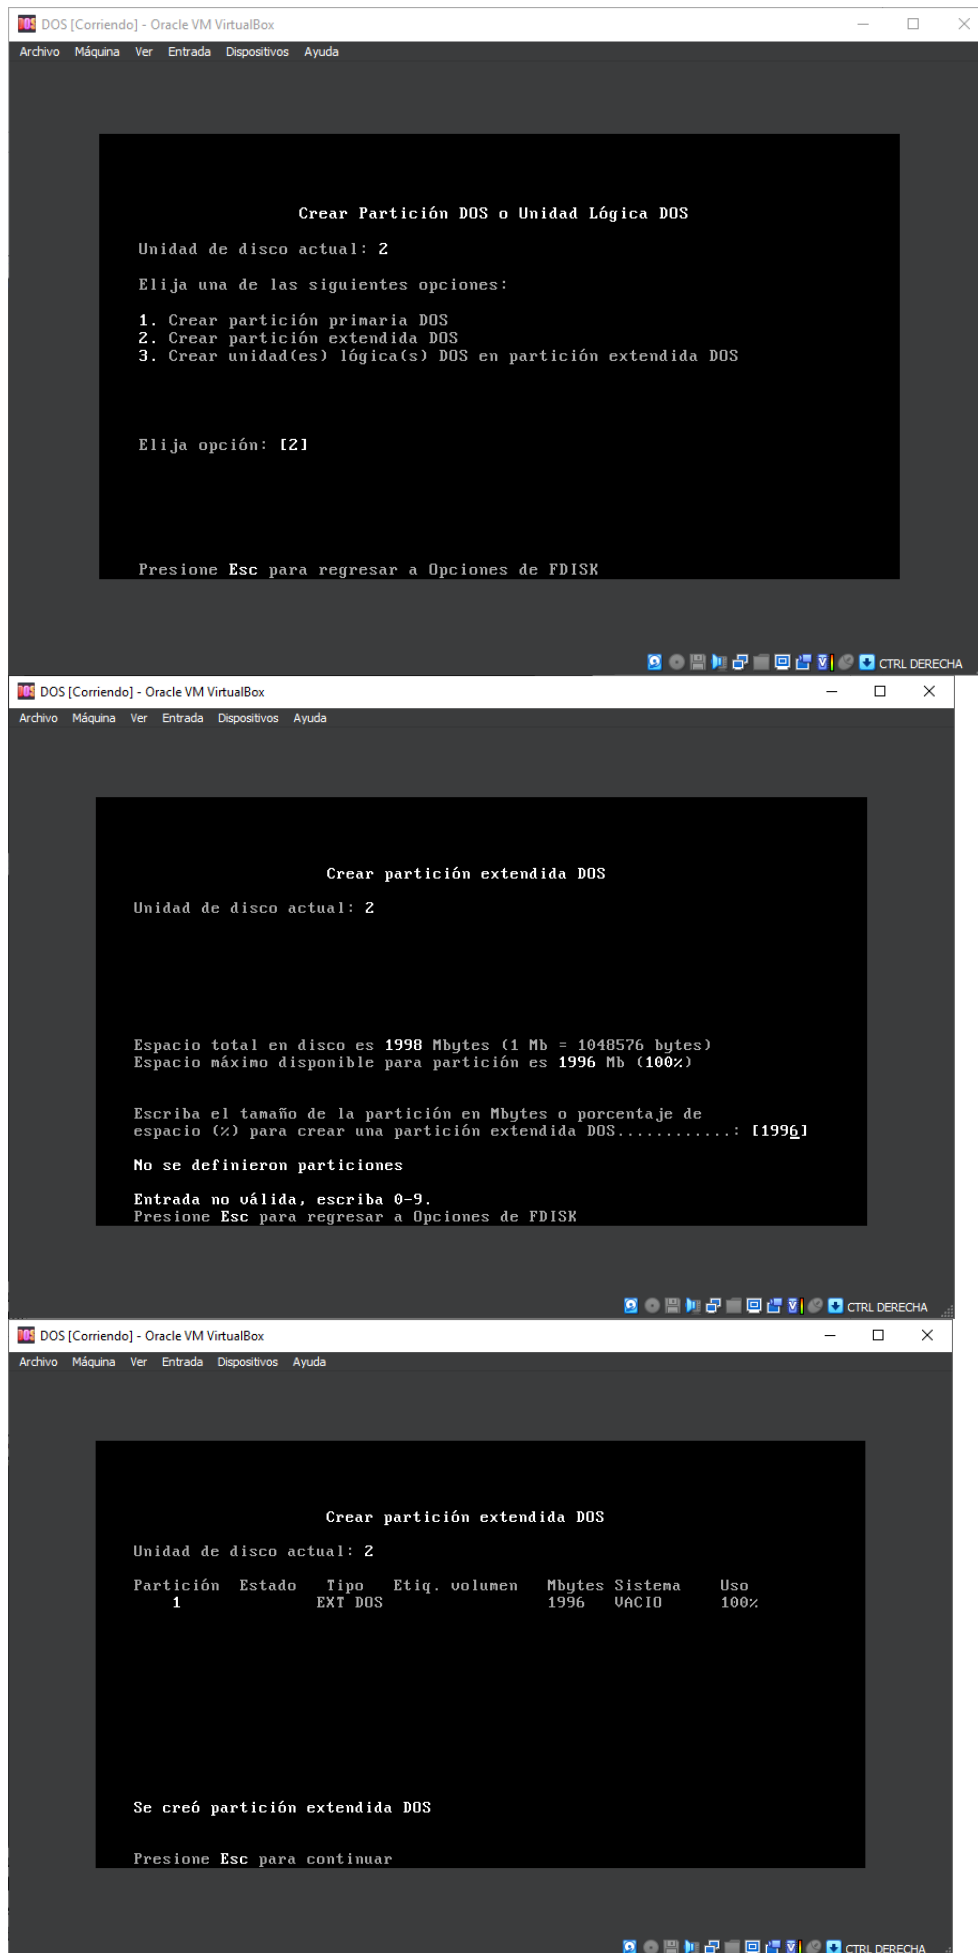 DOS [Corriendo] - Oracle VM VirtualBox
Archivo Máquina Ver Entrada Dispositivos Ayuda
Crear Partición DOS o Unidad Lógica DOS
Unidad de disco actual: 2
Elija una de las siguientes opciones:
1. Crear partición primaria DOS
2. Crear partición extendida DOS
3. Crear unidad(es) lógica(s) DOS en partición extendida DOS
Elija opción: [2]
Presione Esc para regresar a Opciones de FDISK
CTRL DERECHA
DOS [Corriendo] - Oracle VM VirtualBox
Archivo Máquina Ver Entrada Dispositivos Ayuda
Crear partición extendida DOS
Unidad de disco actual: 2
Espacio total en disco es 1998 Mbytes (1 Mb = 1048576 bytes)
Espacio máximo disponible para partición es 1996 Mb (100%)
Escriba el tamaño de la partición en Mbytes o porcentaje de
espacio (%) para crear una partición extendida DOS............: [1996]
No se definieron particiones
Entrada no válida, escriba 0-9.
Presione Esc para regresar a Opciones de FDISK
CTRL DERECHA
DOS [Corriendo] - Oracle VM VirtualBox
Archivo Máquina Ver Entrada Dispositivos Ayuda
Crear partición extendida DOS
Unidad de disco actual: 2
Partición Estado Tipo Etiq. volumen Mbytes Sistema Uso
1 EXT DOS 1996 VACIO 100%
Se creó partición extendida DOS
Presione Esc para continuar
CTRL DERECHA